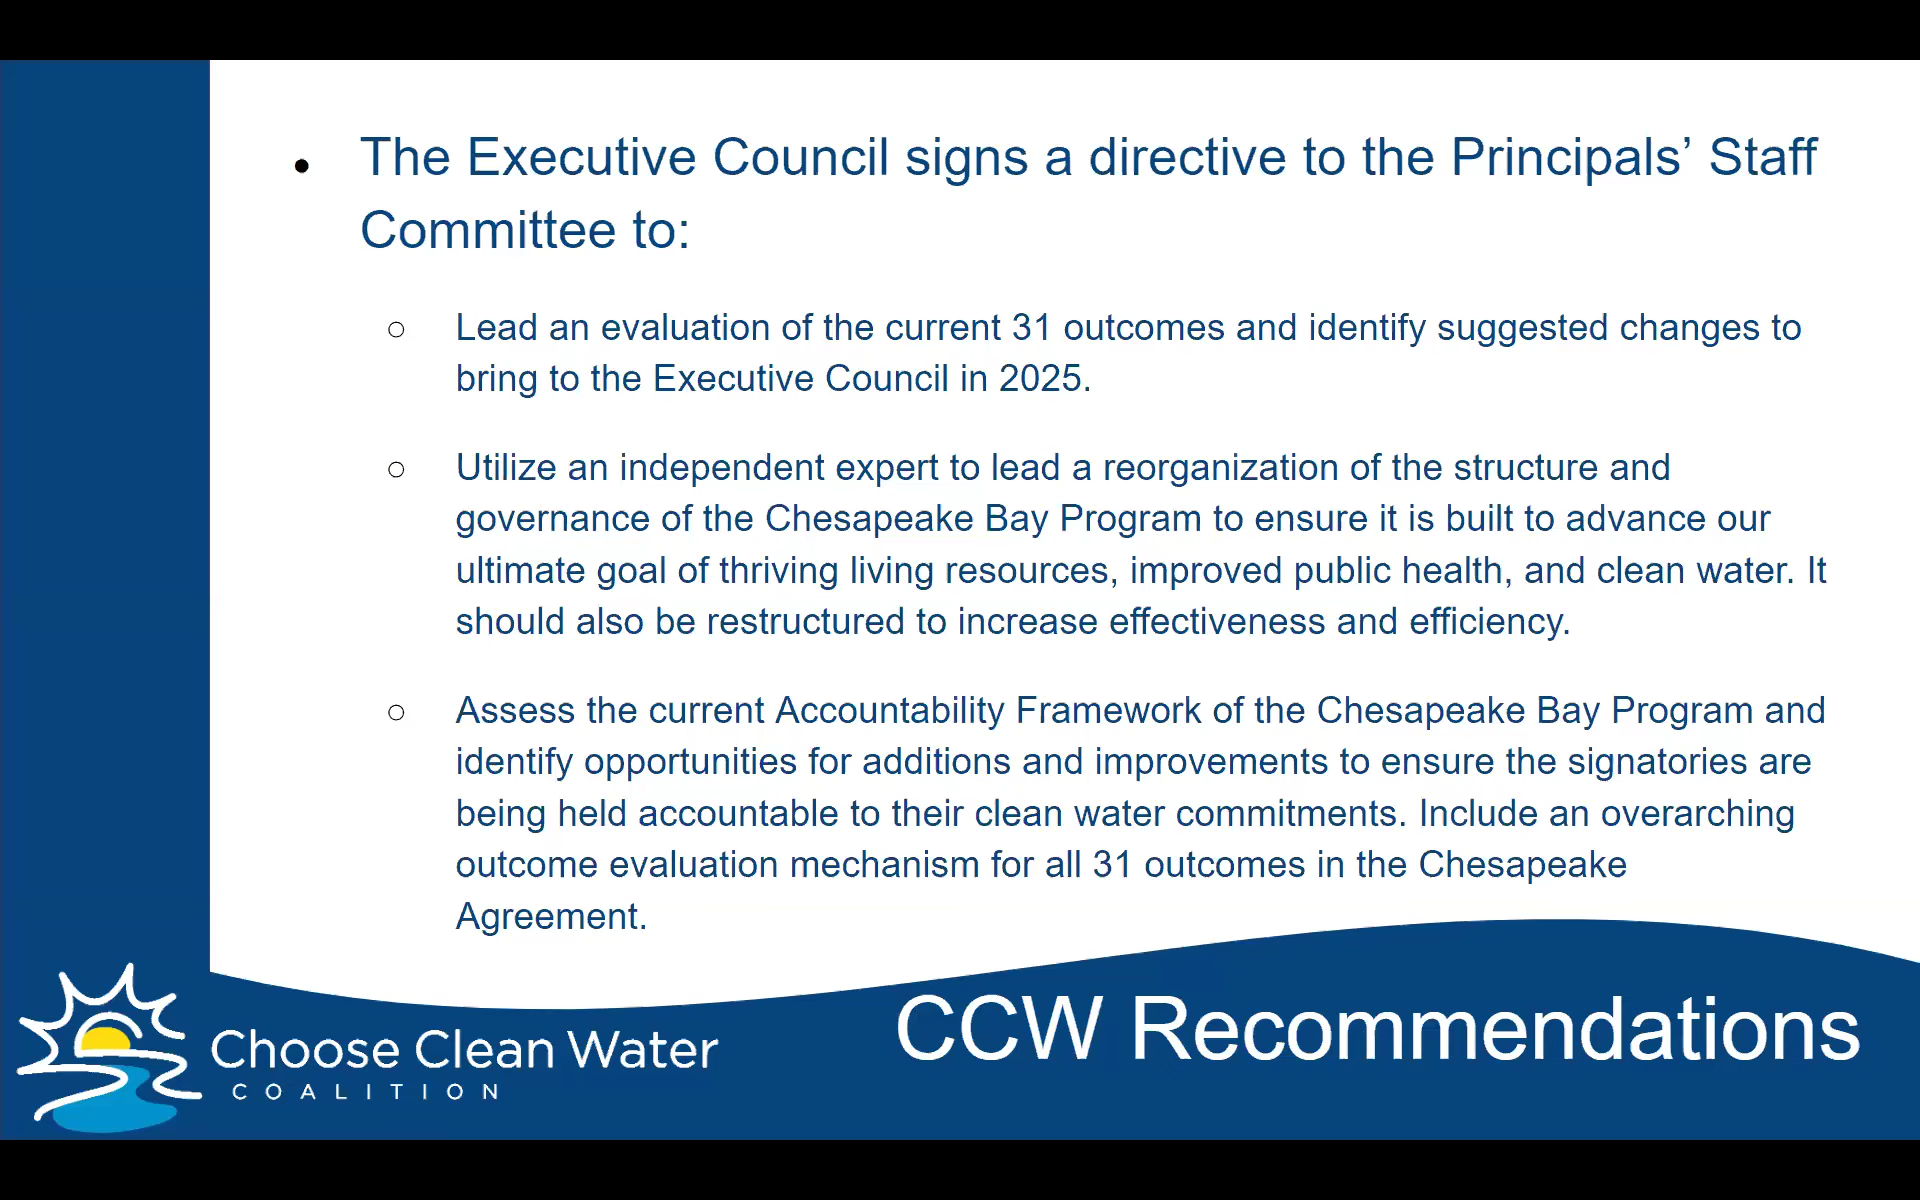 • The Executive Council signs a directive to the Principals’ Staff
Committee to:
○ Lead an evaluation of the current 31 outcomes and identify suggested changes to
bring to the Executive Council in 2025.
○ Utilize an independent expert to lead a reorganization of the structure and
governance of the Chesapeake Bay Program to ensure it is built to advance our
ultimate goal of thriving living resources, improved public health, and clean water. It
should also be restructured to increase effectiveness and efficiency.
○ Assess the current Accountability Framework of the Chesapeake Bay Program and
identify opportunities for additions and improvements to ensure the signatories are
being held accountable to their clean water commitments. Include an overarching
outcome evaluation mechanism for all 31 outcomes in the Chesapeake
Agreement.
CCW Recommendations
Choose Clean Water
COALITION